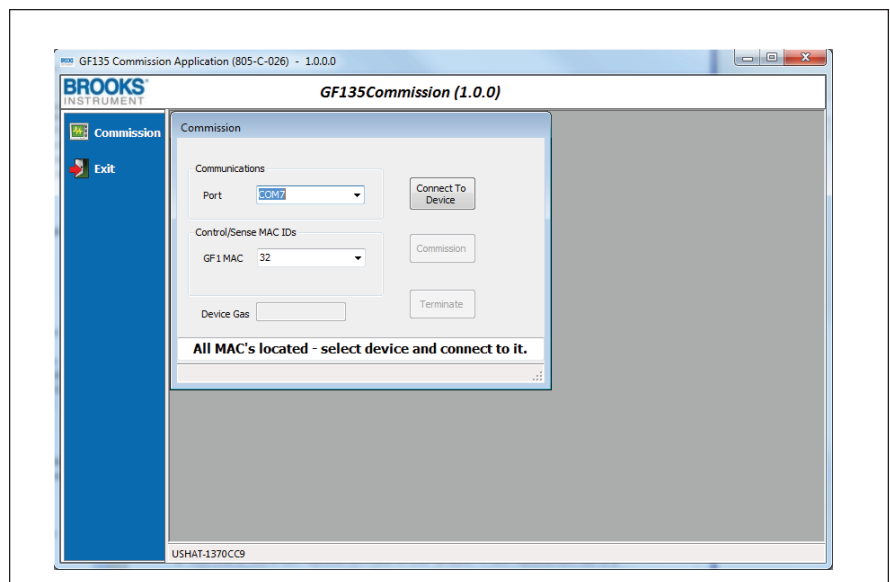 GF135 Commission Application (805-C-026) - 1.0.0.0
BROOKS
INSTRUMENT
GF135Commission (1.0.0)
Commission
Exit
Commission
Communications
Port COM7
Connect To
Device
Control/Sense MAC IDs
GF1 MAC 32
Commission
Device Gas
Terminate
All MAC's located - select device and connect to it.
USHAT-1370CC9